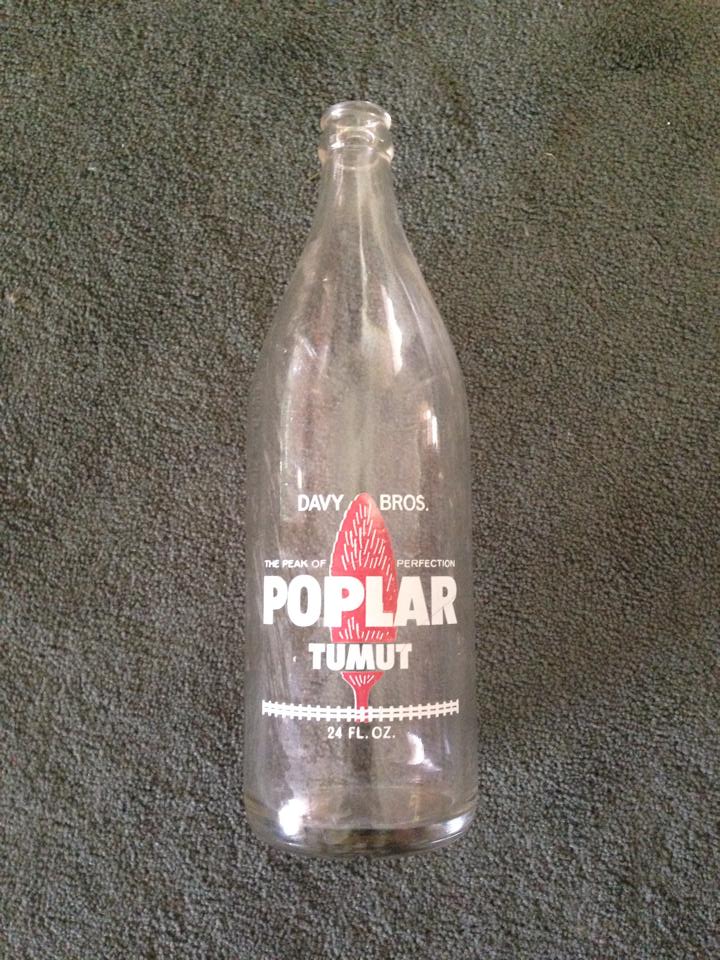 DAVY BROS.
THE PEAK OF PERFECTION
POPLAR
TUMUT
24 FL. OZ.